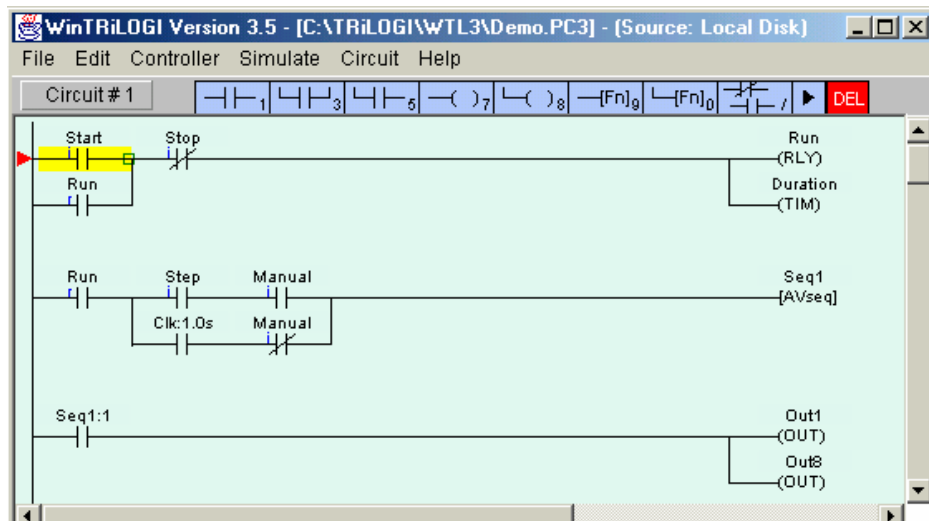 WinTRiLOGI Version 3.5 - [C:\TRiLOGI\WTL3\Demo.PC3] - (Source: Local Disk)
File Edit Controller Simulate Circuit Help
Circuit # 1 1 3 5 ( )7 ( )8 [Fn]9 [Fn]0 / DEL
Start Stop Run
i i (RLY)
Run Duration
r (TIM)
Run Step Manual Seq1
r i i [AVseq]
Clk:1.0s Manual
i
Seq1:1 Out1
(OUT)
Out8
(OUT)